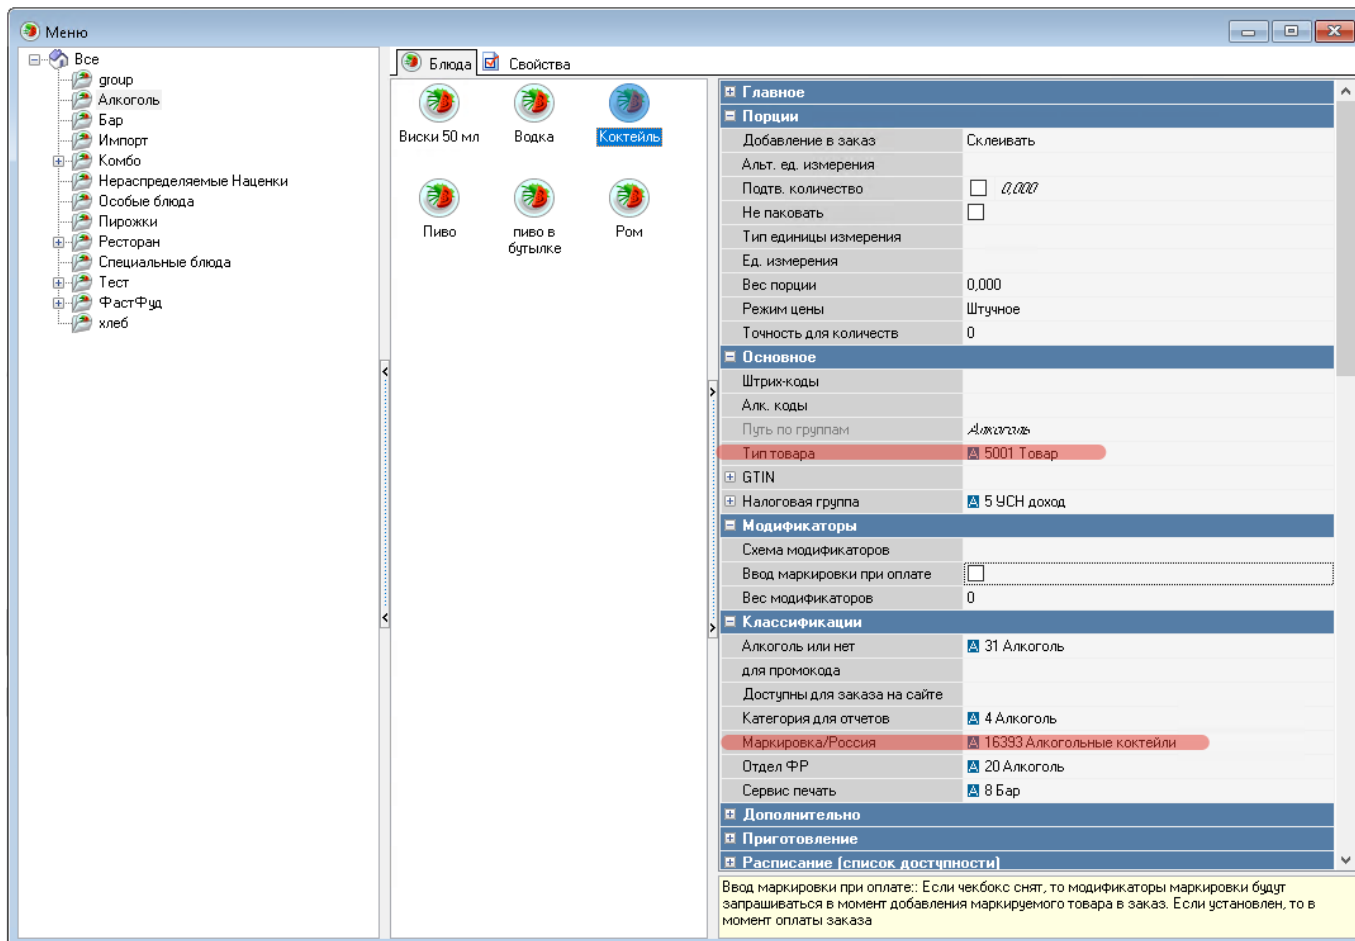 Меню
Все
group
Алкоголь
Бар
Импорт
Комбо
Нераспределяемые Наценки
Особые блюда
Пирожки
Ресторан
Специальные блюда
Тест
ФастФуд
хлеб
Блюда
Свойства
Виски 50 мл
Водка
Коктейль
Пиво
пиво в
бутылке
Ром
Главное
Порции
Добавление в заказ Склеивать
Альт. ед. измерения
Подтв. количество 0,000
Не паковать
Тип единицы измерения
Ед. измерения
Вес порции 0,000
Режим цены Штучное
Точность для количеств 0
Основное
Штрих-коды
Алк. коды
Путь по группам Алкоголь
Тип товара 5001 Товар
GTIN
Налоговая группа 5 УСН доход
Модификаторы
Схема модификаторов
Ввод маркировки при оплате
Вес модификаторов 0
Классификации
Алкоголь или нет 31 Алкоголь
для промокода
Доступны для заказа на сайте
Категория для отчетов 4 Алкоголь
Маркировка/Россия 16393 Алкогольные коктейли
Отдел ФР 20 Алкоголь
Сервис печать 8 Бар
Дополнительно
Приготовление
Расписание (список доступности)
Ввод маркировки при оплате:: Если чекбокс снят, то модификаторы маркировки будут
запрашиваться в момент добавления маркируемого товара в заказ. Если установлен, то в
момент оплаты заказа